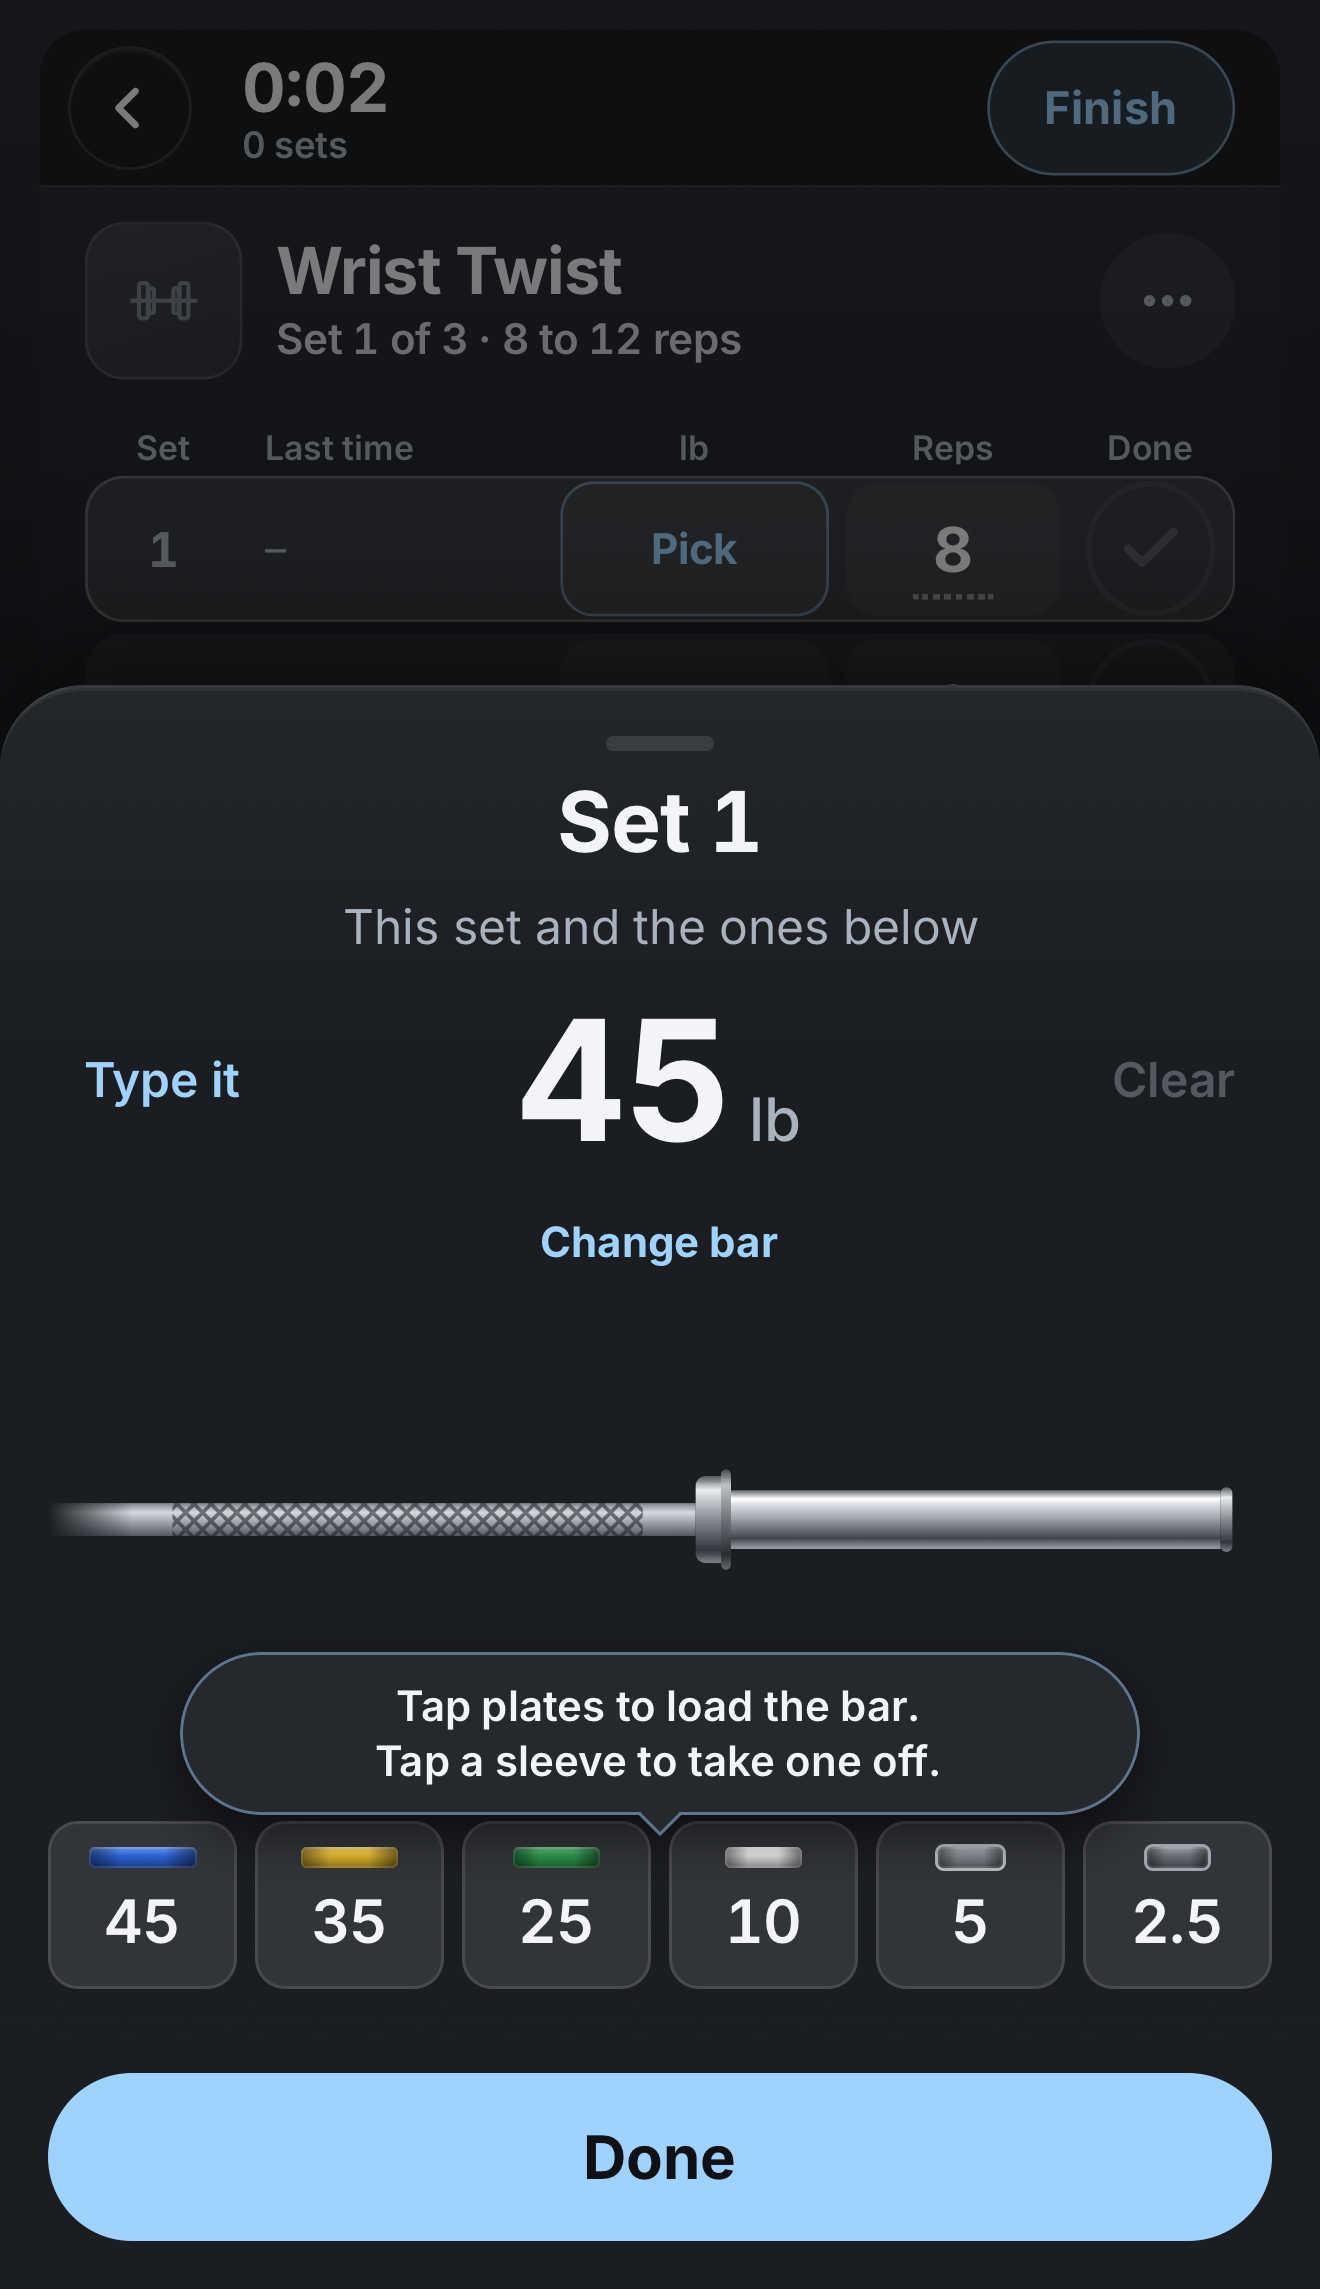 0:02
0 sets
Finish
Wrist Twist
Set 1 of 3 · 8 to 12 reps
Set Last time lb Reps Done
1 – Pick 8
Set 1
This set and the ones below
Type it 45 lb Clear
Change bar
Tap plates to load the bar.
Tap a sleeve to take one off.
45 35 25 10 5 2.5
Done